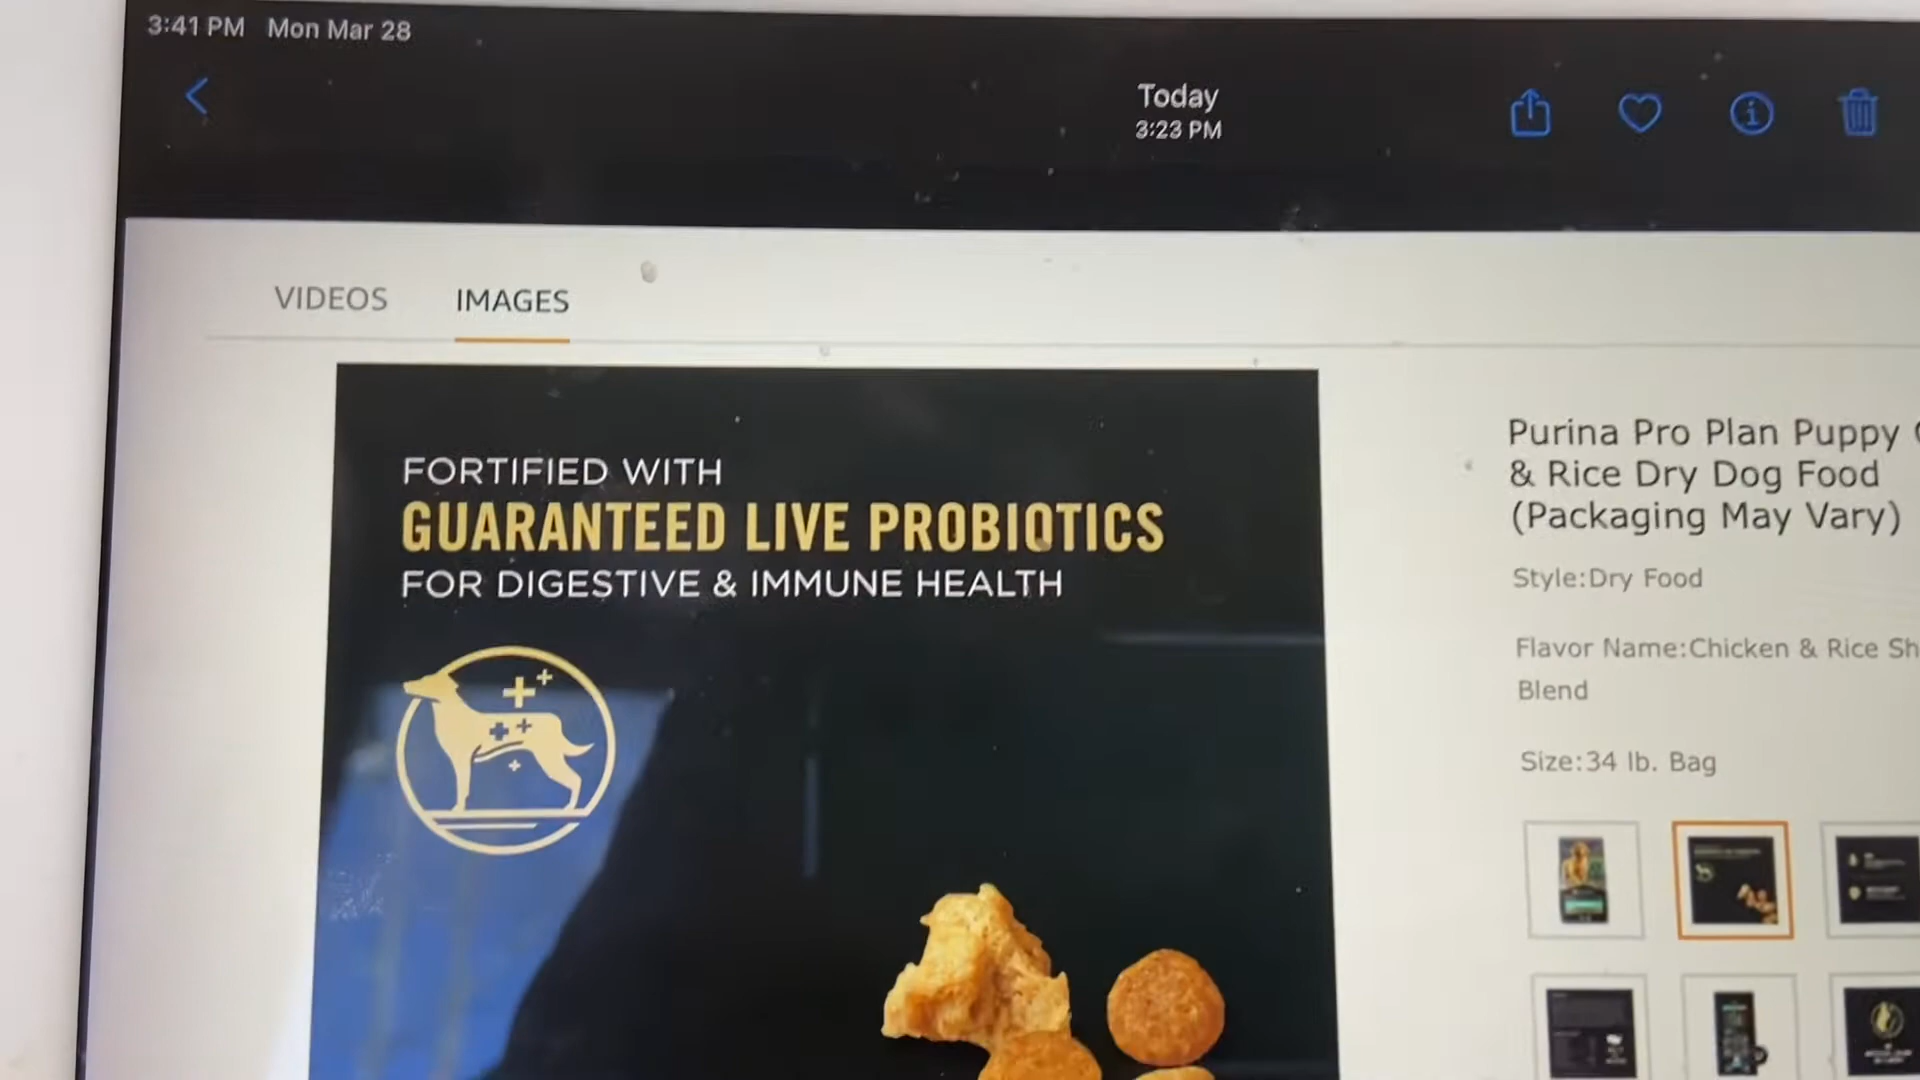 3:41 PM Mon Mar 28
Today
3:23 PM
VIDEOS IMAGES
FORTIFIED WITH
GUARANTEED LIVE PROBIOTICS
FOR DIGESTIVE & IMMUNE HEALTH
Purina Pro Plan Puppy
& Rice Dry Dog Food
(Packaging May Vary)
Style:Dry Food
Flavor Name:Chicken & Rice
Blend
Size:34 lb. Bag